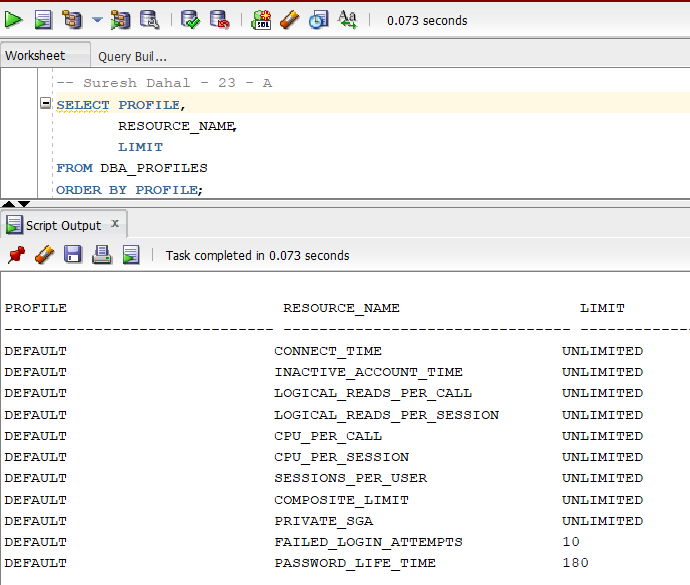 0.073 seconds
Worksheet Query Buil...
-- Suresh Dahal - 23 - A
SELECT PROFILE,
RESOURCE_NAME,
LIMIT
FROM DBA_PROFILES
ORDER BY PROFILE;
Script Output x
Task completed in 0.073 seconds
PROFILE RESOURCE_NAME LIMIT
------------------------------ -------------------------------- ------------
DEFAULT CONNECT_TIME UNLIMITED
DEFAULT INACTIVE_ACCOUNT_TIME UNLIMITED
DEFAULT LOGICAL_READS_PER_CALL UNLIMITED
DEFAULT LOGICAL_READS_PER_SESSION UNLIMITED
DEFAULT CPU_PER_CALL UNLIMITED
DEFAULT CPU_PER_SESSION UNLIMITED
DEFAULT SESSIONS_PER_USER UNLIMITED
DEFAULT COMPOSITE_LIMIT UNLIMITED
DEFAULT PRIVATE_SGA UNLIMITED
DEFAULT FAILED_LOGIN_ATTEMPTS 10
DEFAULT PASSWORD_LIFE_TIME 180